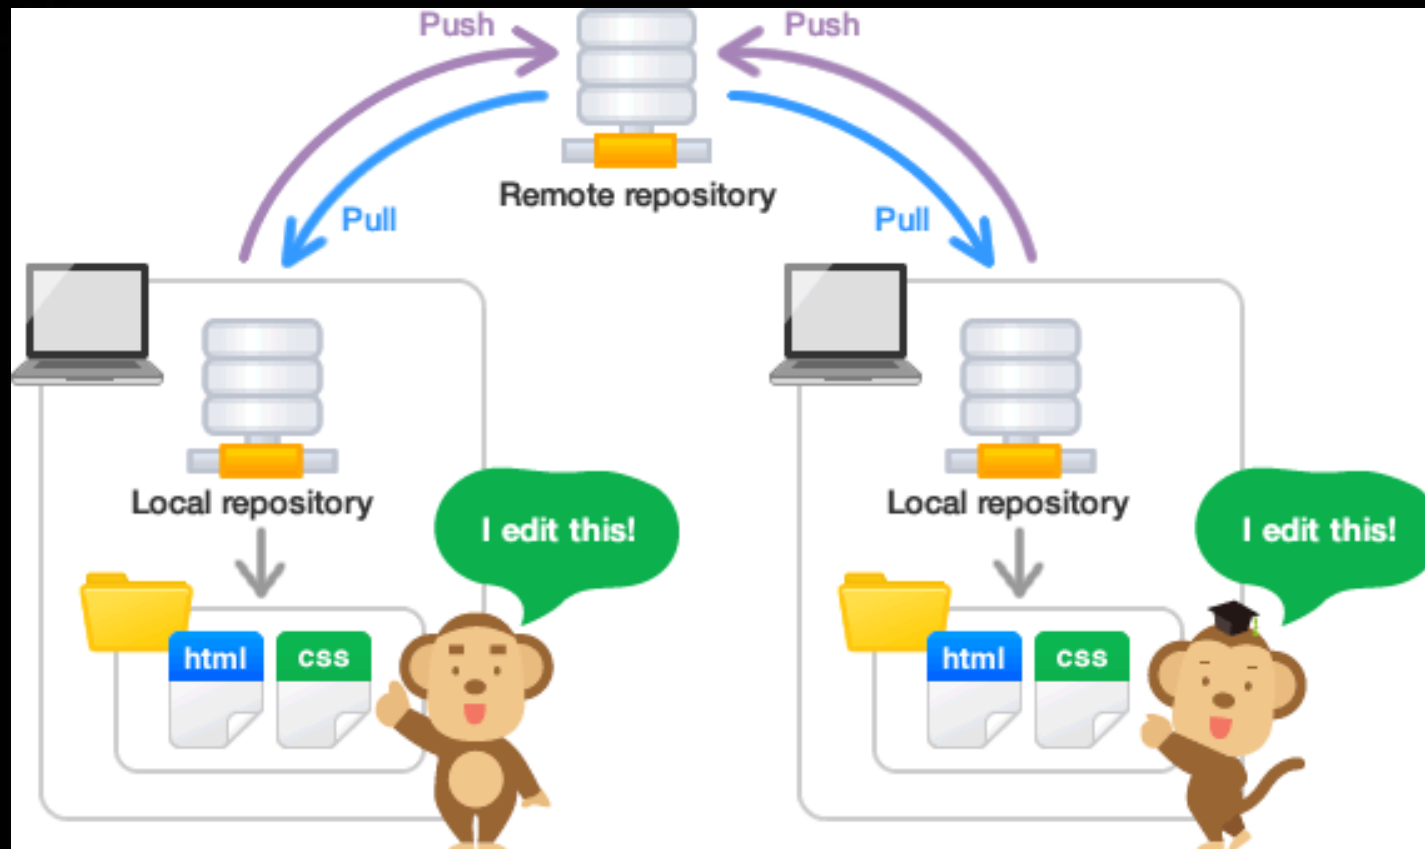 Push
Push
Remote repository
Pull
Pull
Local repository
Local repository
I edit this!
I edit this!
html
css
html
css